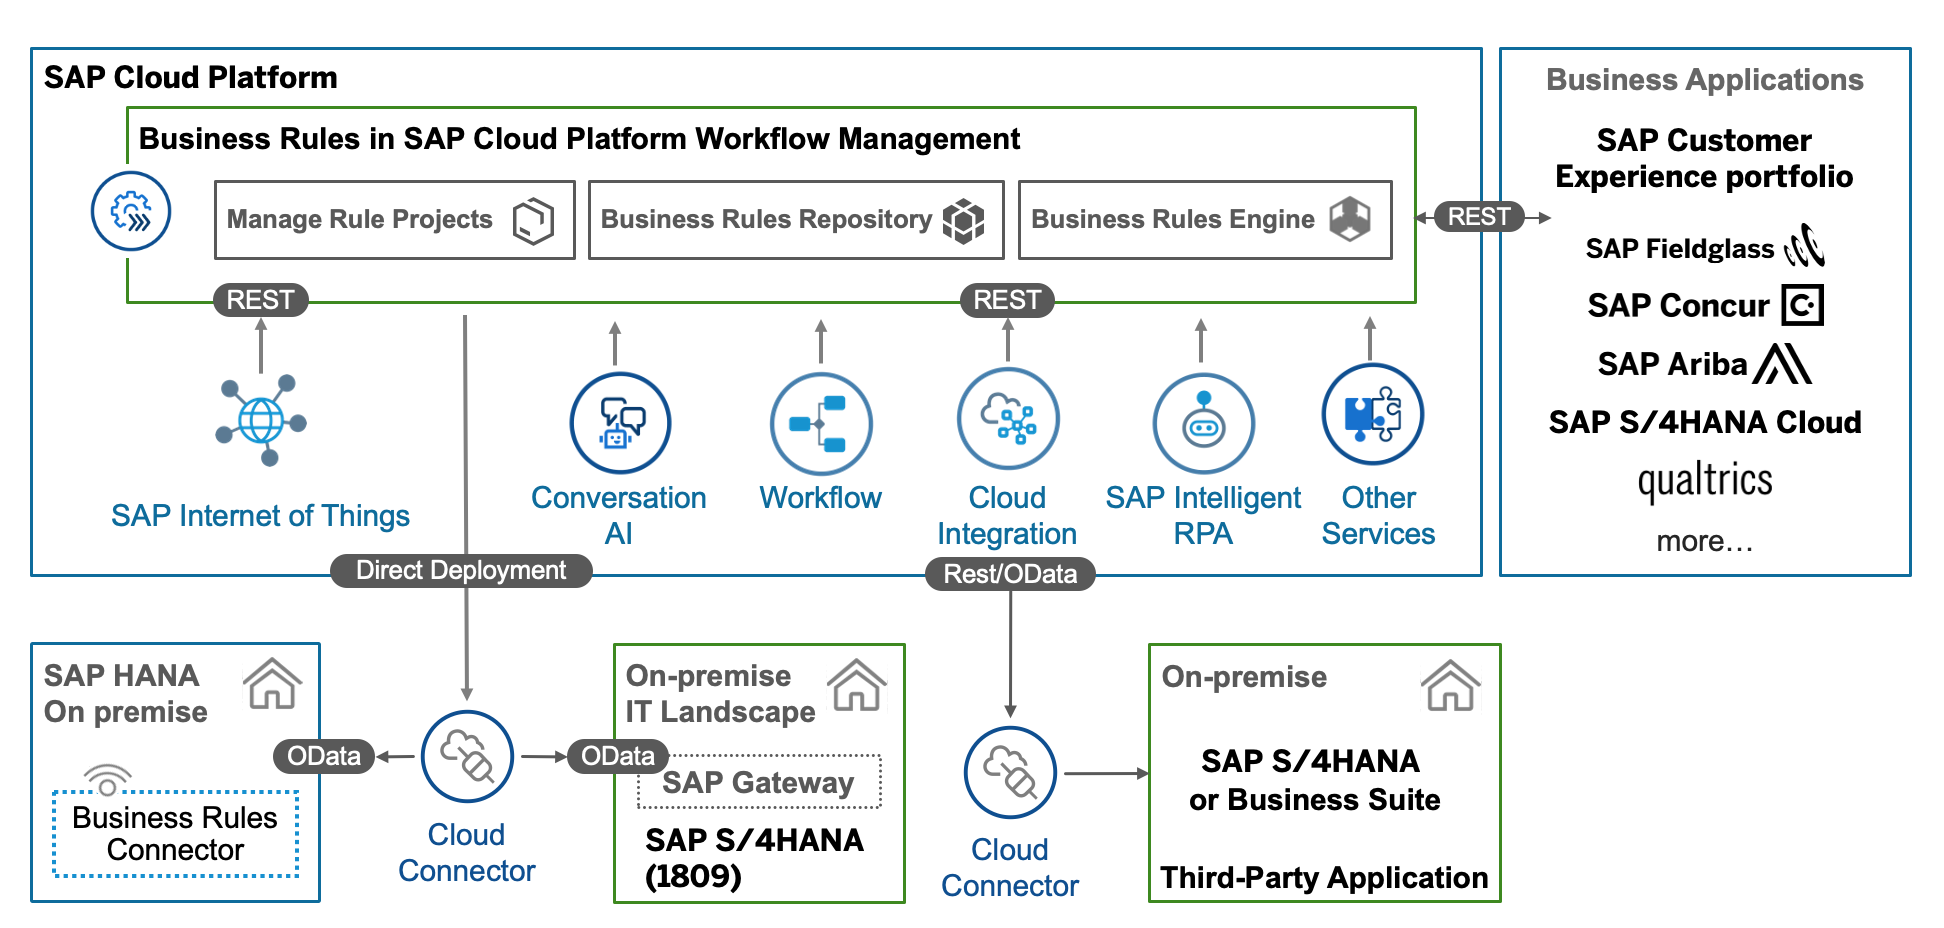 SAP Cloud Platform
Business Rules in SAP Cloud Platform Workflow Management
Manage Rule Projects
Business Rules Repository
Business Rules Engine
REST
REST
REST
SAP Internet of Things
Conversation
AI
Workflow
Cloud
Integration
SAP Intelligent
RPA
Other
Services
Direct Deployment
Rest/OData
Business Applications
SAP Customer
Experience portfolio
SAP Fieldglass
SAP Concur
SAP Ariba
SAP S/4HANA Cloud
qualtrics
more...
SAP HANA
On premise
OData
Business Rules
Connector
Cloud
Connector
On-premise
IT Landscape
OData
SAP Gateway
SAP S/4HANA
(1809)
Cloud
Connector
On-premise
SAP S/4HANA
or Business Suite
Third-Party Application